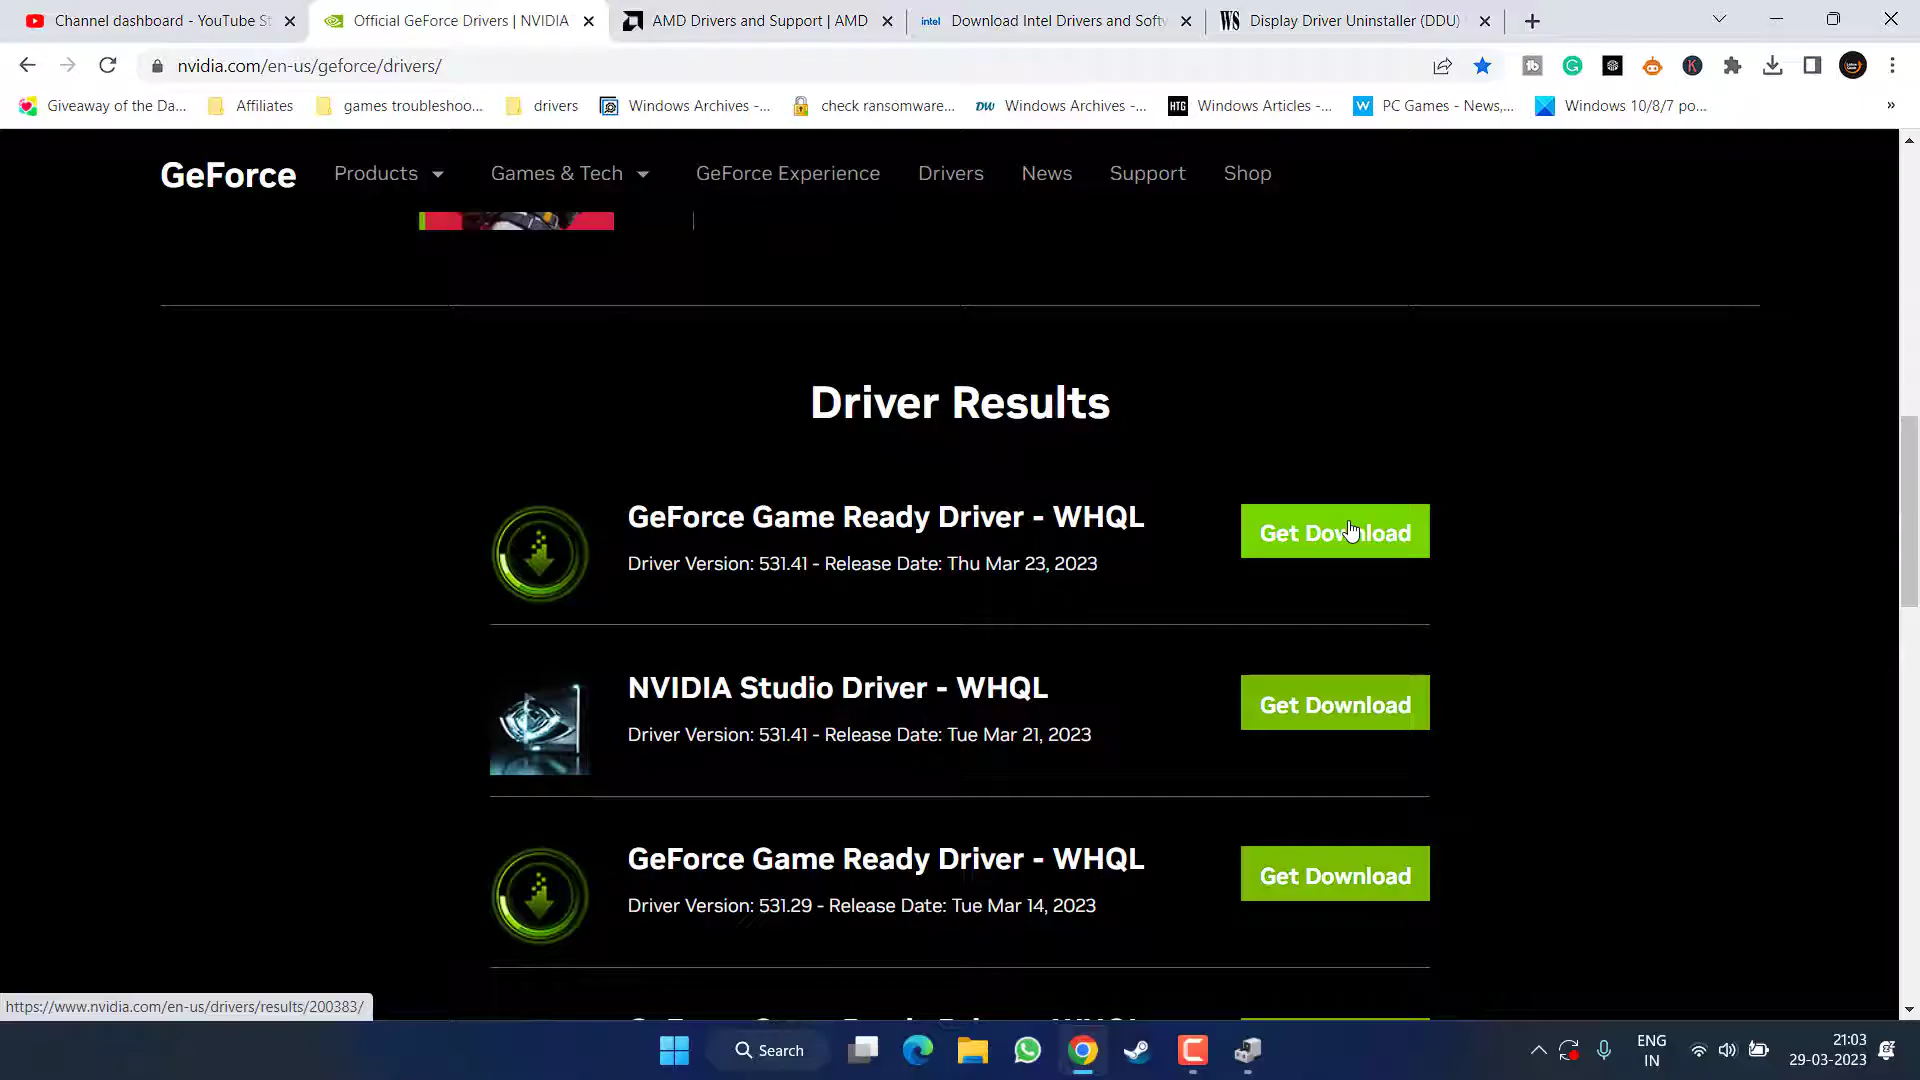 Channel dashboard - YouTube St
Official GeForce Drivers | NVIDIA
AMD Drivers and Support | AMD
intel Download Intel Drivers and Softw
WS Display Driver Uninstaller (DDU)
nvidia.com/en-us/geforce/drivers/
Giveaway of the Da...
Affiliates
games troubleshoo...
drivers
Windows Archives -...
check ransomware...
DW Windows Archives -...
HTG Windows Articles -...
W PC Games - News,...
Windows 10/8/7 po...
»
GeForce
Products
Games & Tech
GeForce Experience
Drivers
News
Support
Shop
Driver Results
GeForce Game Ready Driver - WHQL
Get Download
Driver Version: 531.41 - Release Date: Thu Mar 23, 2023
NVIDIA Studio Driver - WHQL
Get Download
Driver Version: 531.41 - Release Date: Tue Mar 21, 2023
GeForce Game Ready Driver - WHQL
Get Download
Driver Version: 531.29 - Release Date: Tue Mar 14, 2023
https://www.nvidia.com/en-us/drivers/results/200383/
Search
ENG
IN
21:03
29-03-2023